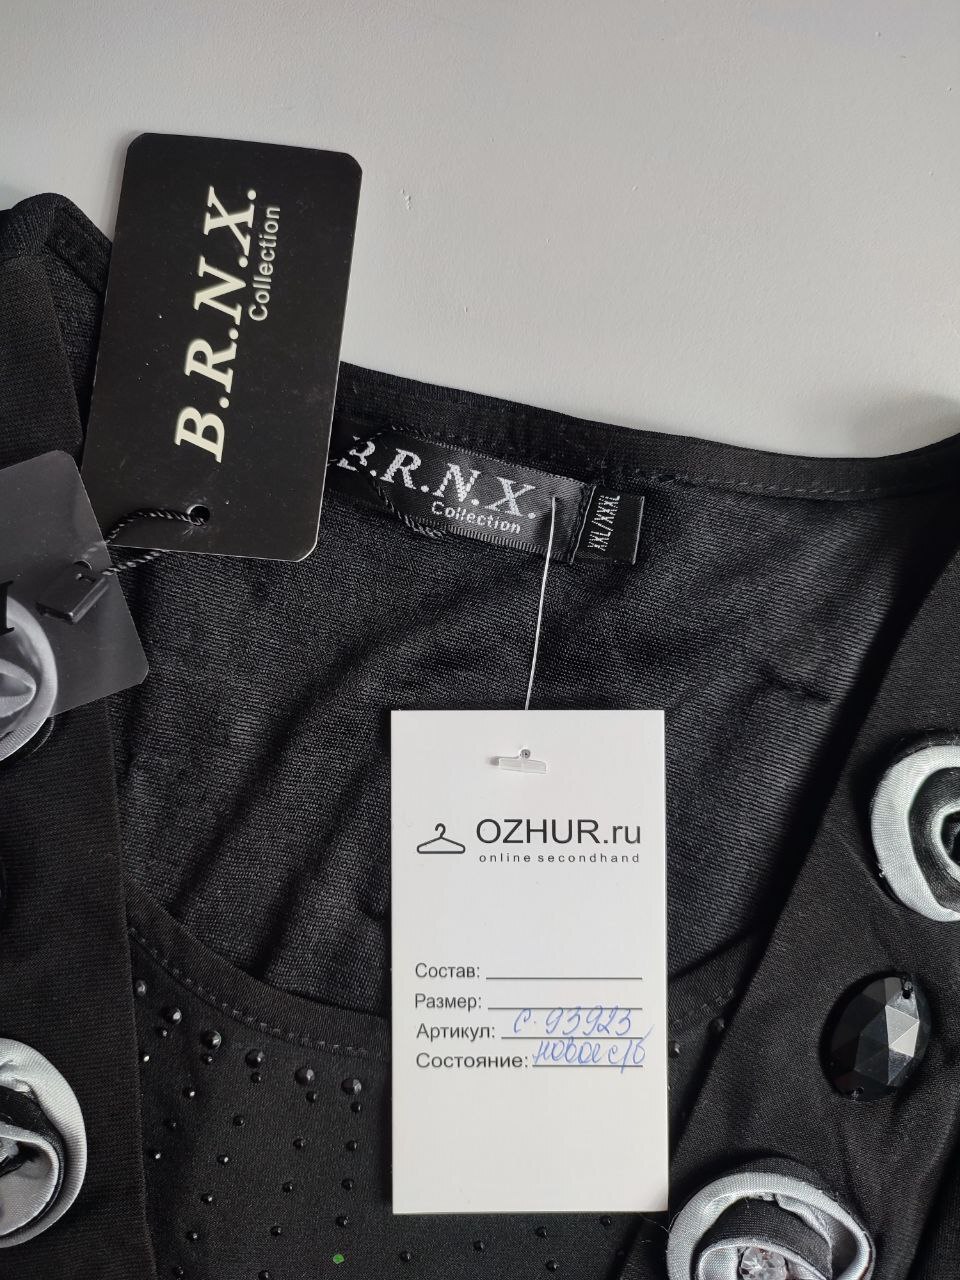 B.R.N.X.
Collection
B.R.N.X.
Collection
XXL/XXXL
OZHUR.ru
online secondhand
Состав:
Размер:
Артикул: с. 93923
Состояние: новое с/б